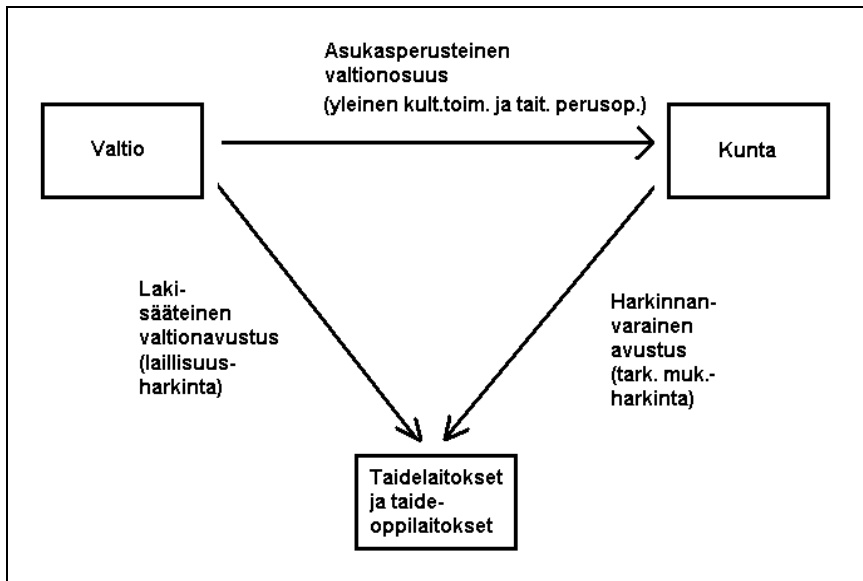 Asukasperusteinen
valtionosuus
(yleinen kult.toim. ja tait. perusop.)
Valtio
Kunta
Laki-
sääteinen
valtionavustus
(laillisuus-
harkinta)
Harkinnan-
varainen
avustus
(tark. muk.-
harkinta)
Taidelaitokset
ja taide-
oppilaitokset